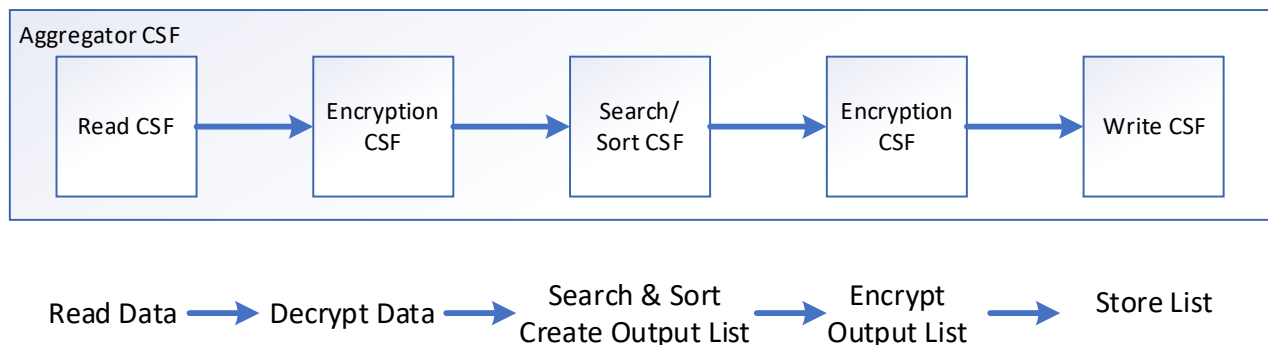 Aggregator CSF
Read CSF
Encryption
CSF
Search/
Sort CSF
Encryption
CSF
Write CSF
Read Data
Decrypt Data
Search & Sort
Create Output List
Encrypt
Output List
Store List